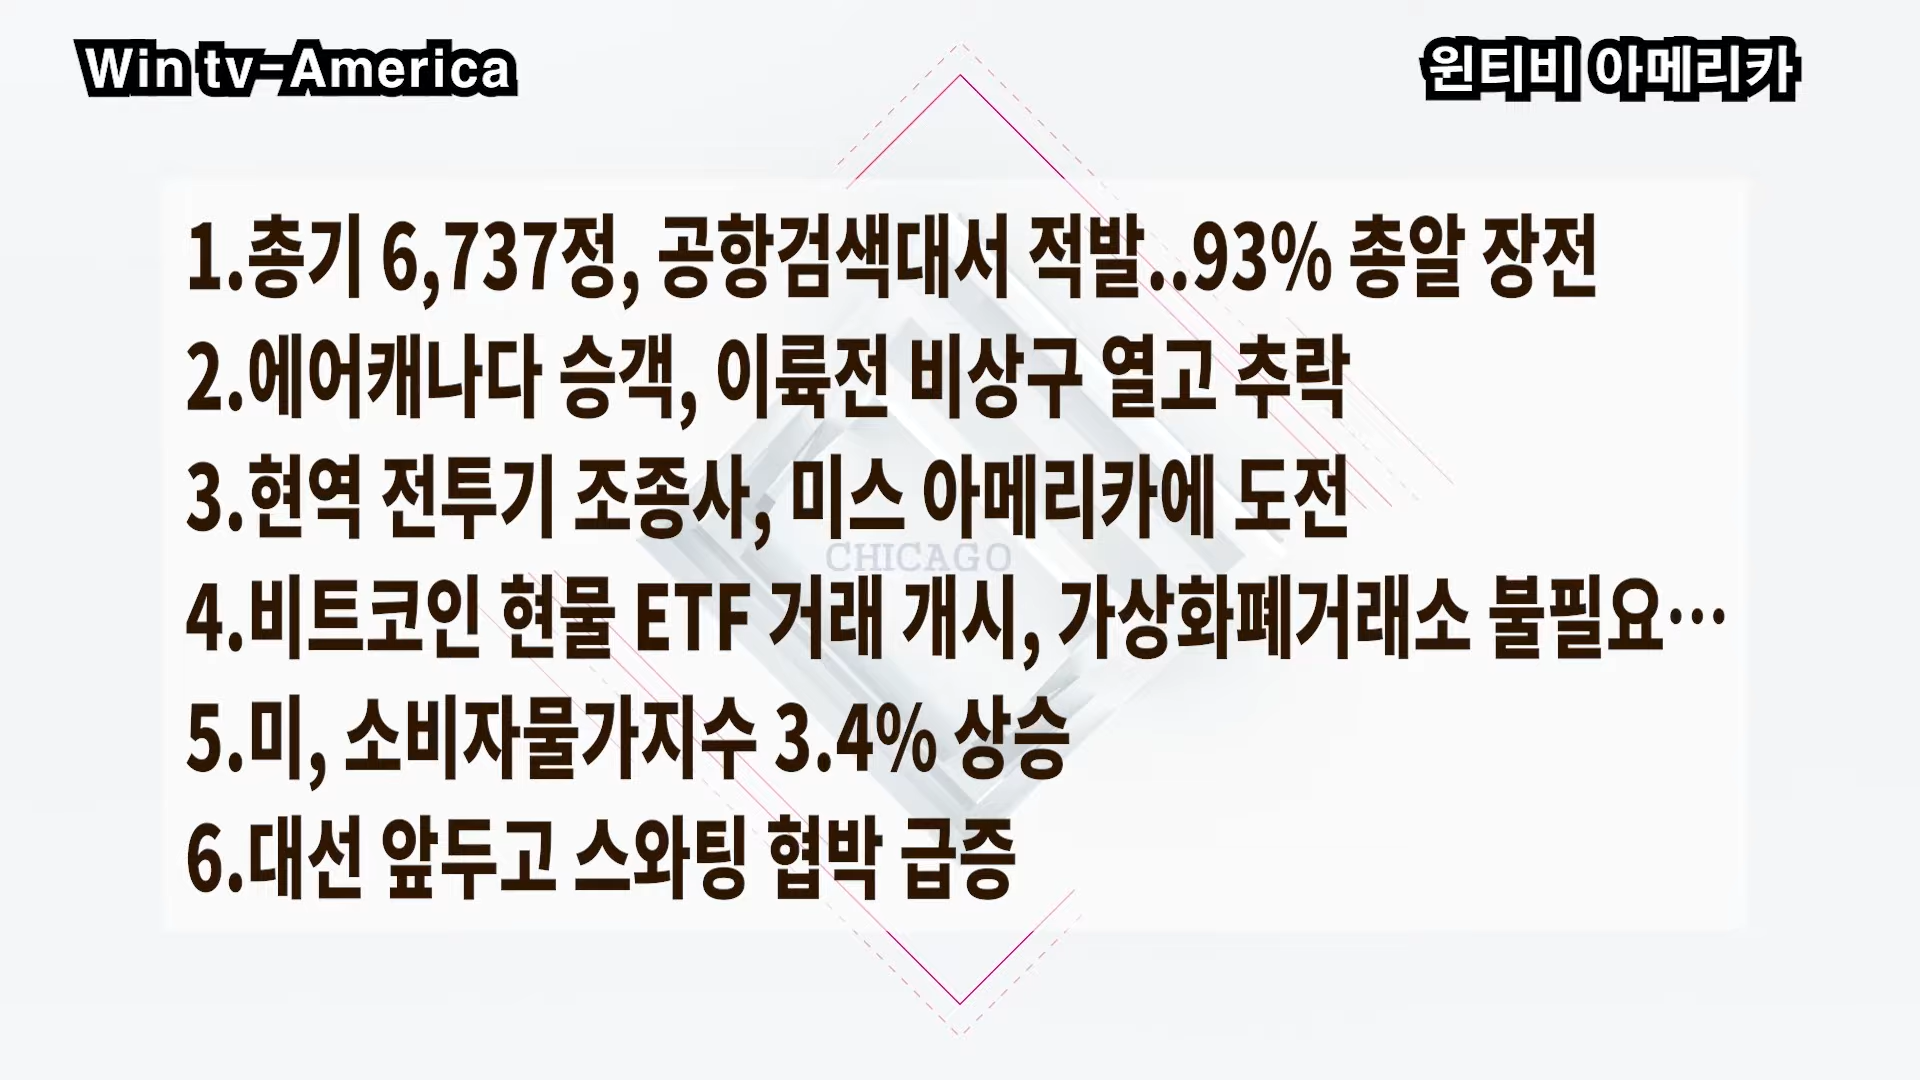 Win tv-America
윈티비 아메리카
1.총기 6,737정, 공항검색대서 적발..93% 총알 장전
2.에어캐나다 승객, 이륙전 비상구 열고 추락
3.현역 전투기 조종사, 미스 아메리카에 도전
CHICAGO
4.비트코인 현물 ETF 거래 개시, 가상화폐거래소 불필요…
5.미, 소비자물가지수 3.4% 상승
6.대선 앞두고 스와팅 협박 급증